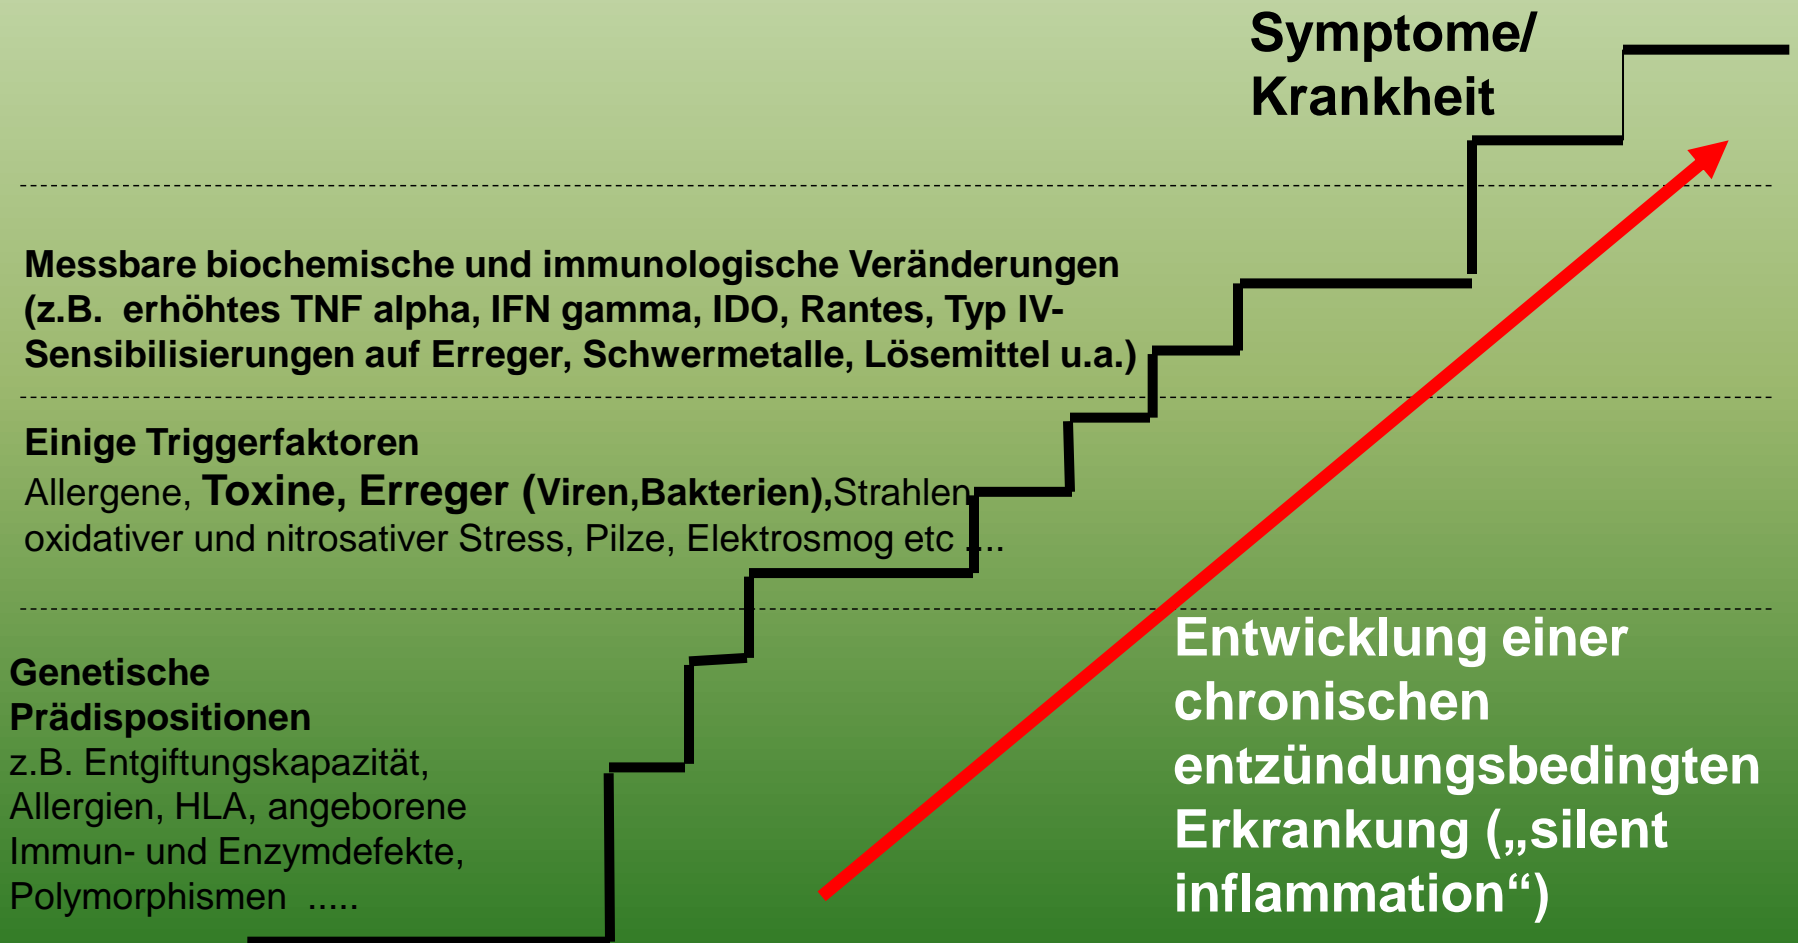 Symptome/
Krankheit
Messbare biochemische und immunologische Veränderungen
(z.B.  erhöhtes TNF alpha, IFN gamma, IDO, Rantes, Typ IV-
Sensibilisierungen auf Erreger, Schwermetalle, Lösemittel u.a.)
Einige Triggerfaktoren
Allergene, Toxine, Erreger (Viren,Bakterien),Strahlen
oxidativer und nitrosativer Stress, Pilze, Elektrosmog etc ....
Genetische
Prädispositionen
z.B. Entgiftungskapazität,
Allergien, HLA, angeborene
Immun- und Enzymdefekte,
Polymorphismen  .....
Entwicklung einer
chronischen
entzündungsbedingten
Erkrankung („silent
inflammation“)